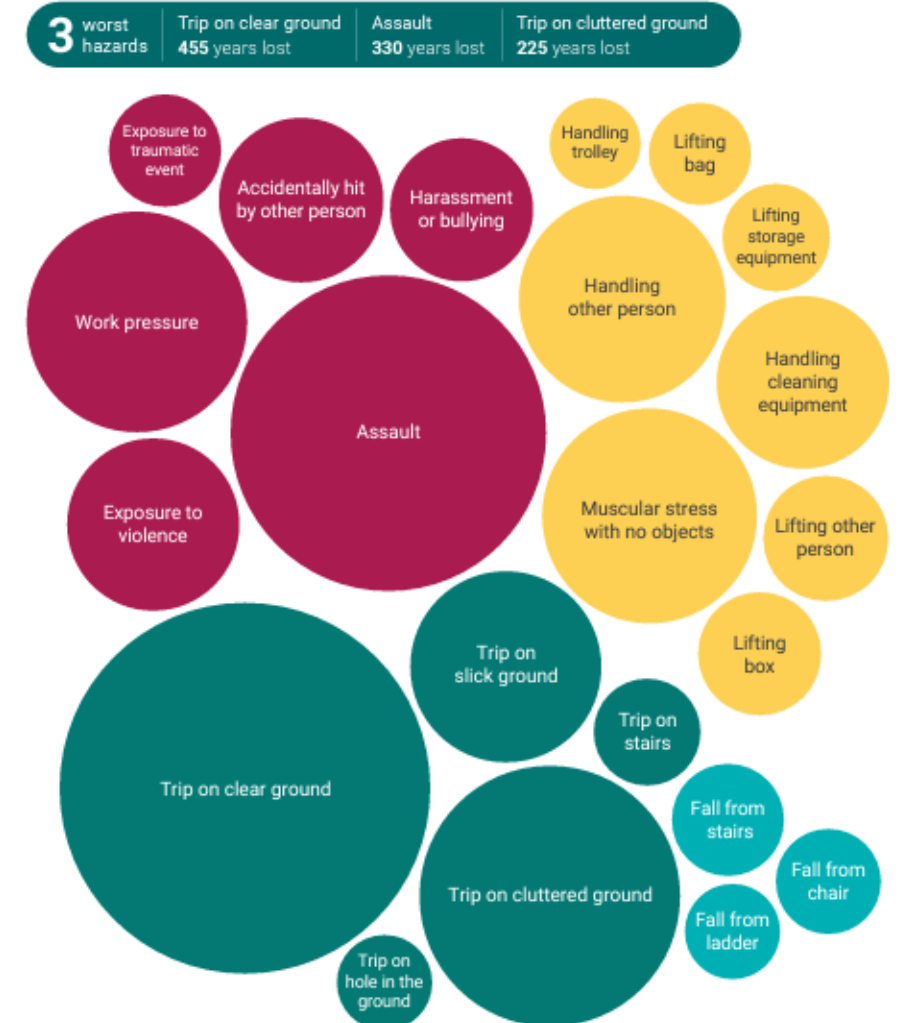 3 worst
hazards
Trip on clear ground
455 years lost
Assault
330 years lost
Trip on cluttered ground
225 years lost
Exposure to
traumatic
event
Accidentally hit
by other person
Harassment
or bullying
Handling
trolley
Lifting
bag
Lifting
storage
equipment
Work pressure
Handling
other person
Handling
cleaning
equipment
Assault
Exposure to
violence
Muscular stress
with no objects
Lifting other
person
Lifting
box
Trip on
slick ground
Trip on
stairs
Trip on clear ground
Fall from
stairs
Fall from
chair
Trip on cluttered ground
Fall from
ladder
Trip on
hole in the
ground